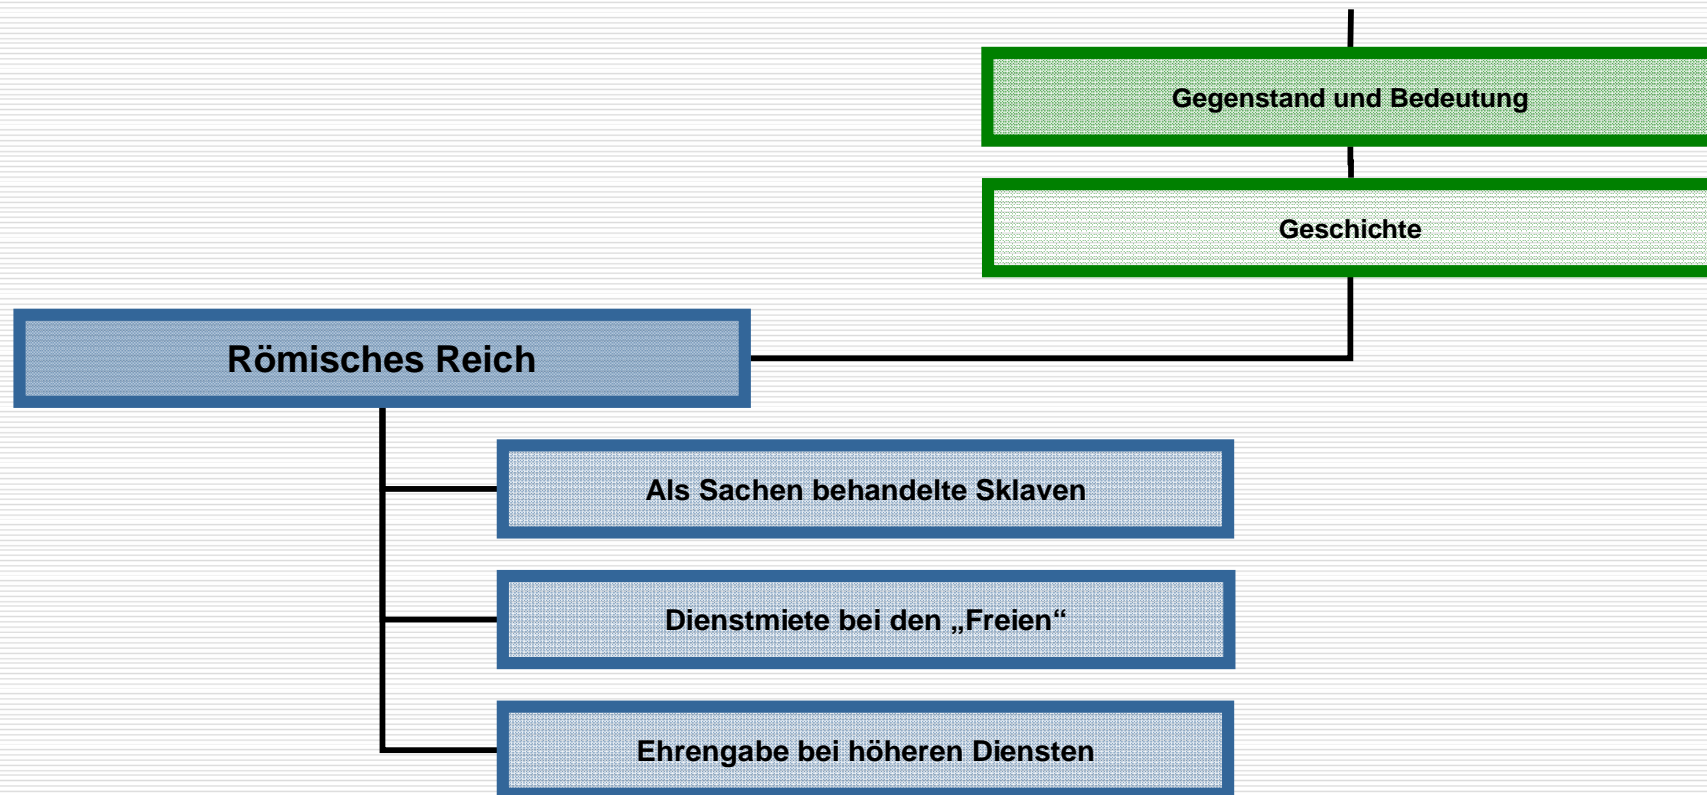 Gegenstand und Bedeutung
Geschichte
Römisches Reich
Als Sachen behandelte Sklaven
Dienstmiete bei den „Freien“
Ehrengabe bei höheren Diensten